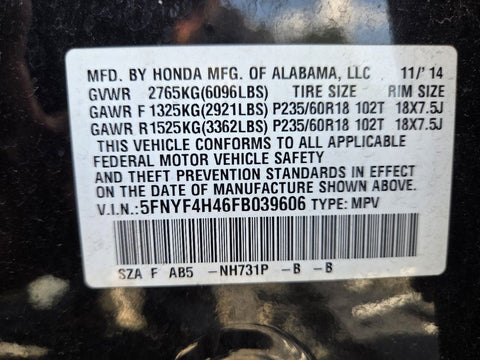 MFD. BY HONDA MFG. OF ALABAMA, LLC 11/'14
GVWR 2765KG(6096LBS) TIRE SIZE RIM SIZE
GAWR F 1325KG(2921LBS) P235/60R18 102T 18X7.5J
GAWR R 1525KG(3362LBS) P235/60R18 102T 18X7.5J
THIS VEHICLE CONFORMS TO ALL APPLICABLE
FEDERAL MOTOR VEHICLE SAFETY
AND THEFT PREVENTION STANDARDS IN EFFECT
ON THE DATE OF MANUFACTURE SHOWN ABOVE.
V.I.N.: 5FNYF4H46FB039606 TYPE: MPV
SZA F AB5 -NH731P -B -B